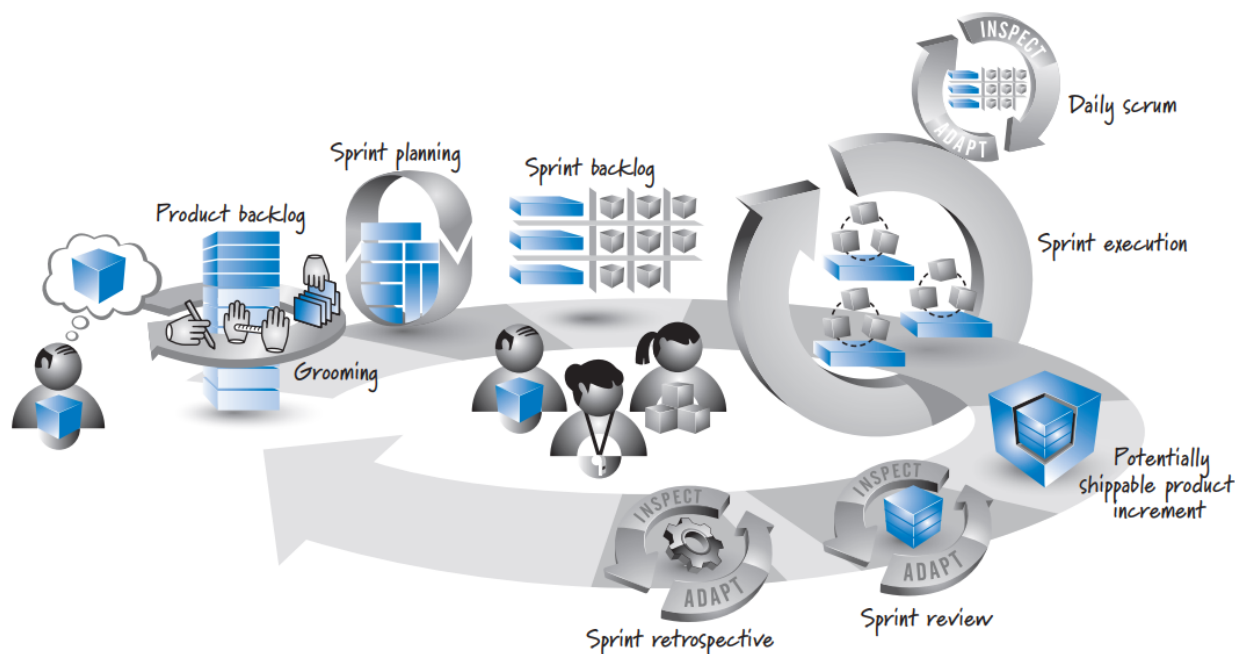 INSPECT
ADAPT
Daily scrum
Sprint planning
Sprint backlog
Product backlog
Sprint execution
Grooming
Potentially
shippable product
increment
INSPECT
ADAPT
Sprint review
INSPECT
ADAPT
Sprint retrospective